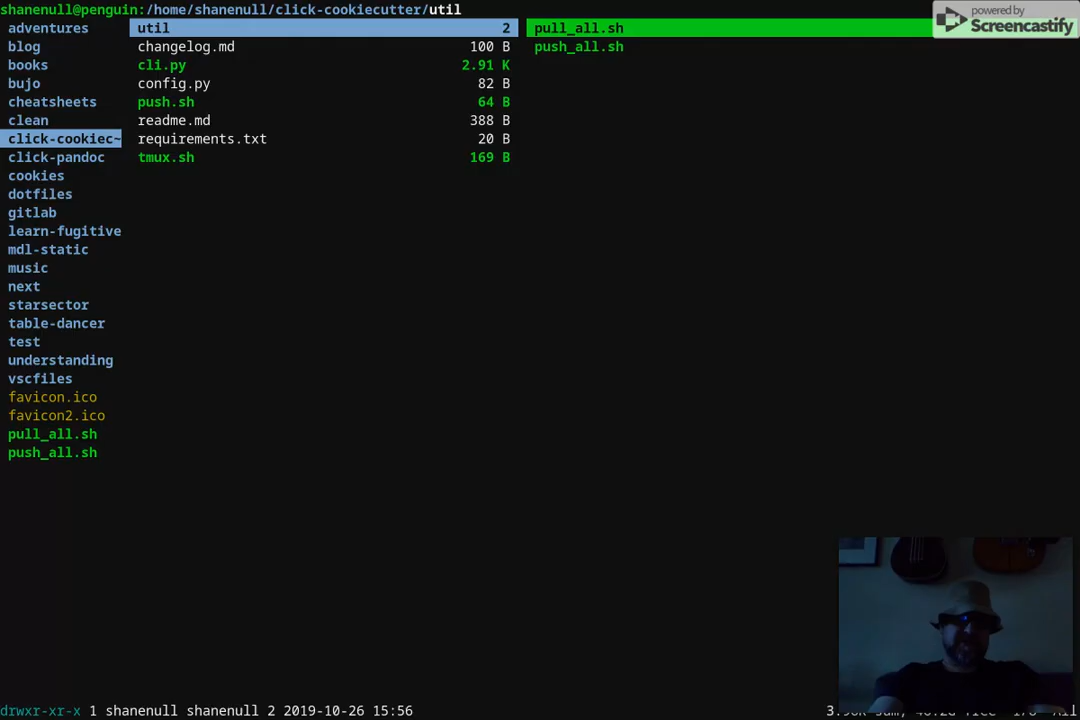 shanenull@penguin:/home/shanenull/click-cookiecutter/util
powered by
Screencastify
adventures
blog
books
bujo
cheatsheets
clean
click-cookiec~
click-pandoc
cookies
dotfiles
gitlab
learn-fugitive
mdl-static
music
next
starsector
table-dancer
test
understanding
vscfiles
favicon.ico
favicon2.ico
pull_all.sh
push_all.sh
util 2
changelog.md 100 B
cli.py 2.91 K
config.py 82 B
push.sh 64 B
readme.md 388 B
requirements.txt 20 B
tmux.sh 169 B
pull_all.sh
push_all.sh
drwxr-xr-x 1 shanenull shanenull 2 2019-10-26 15:56